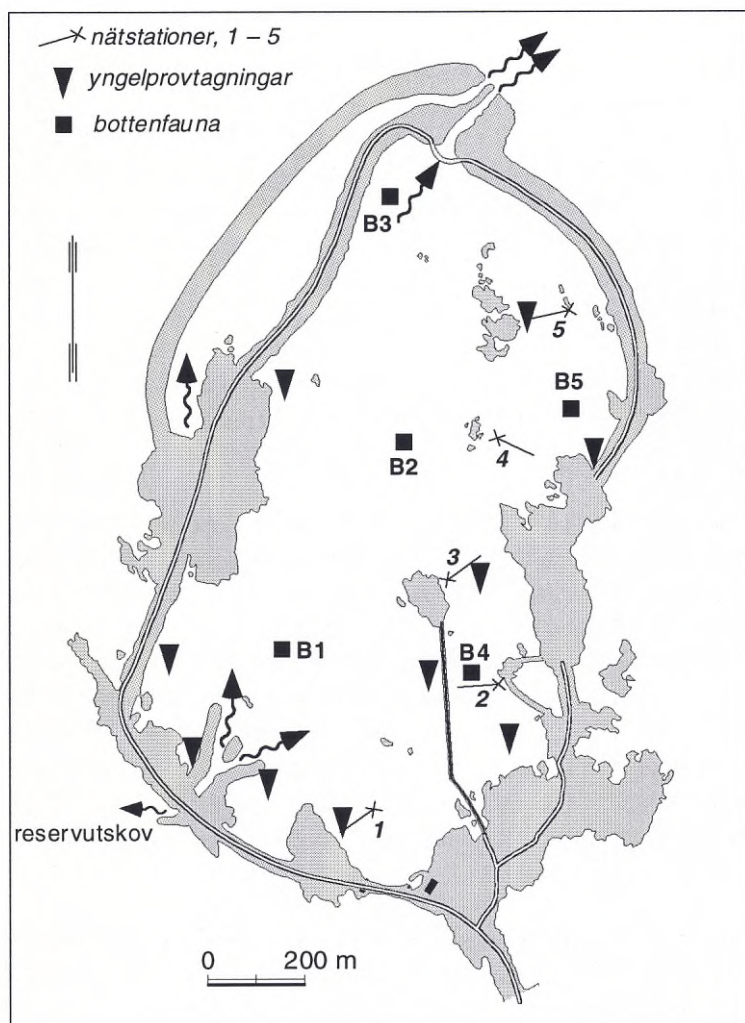 nätstationer, 1 – 5
yngelprovtagningar
bottenfauna
B3
5
B5
4
B2
3
B1
B4
2
reservutskov
1
0 200 m